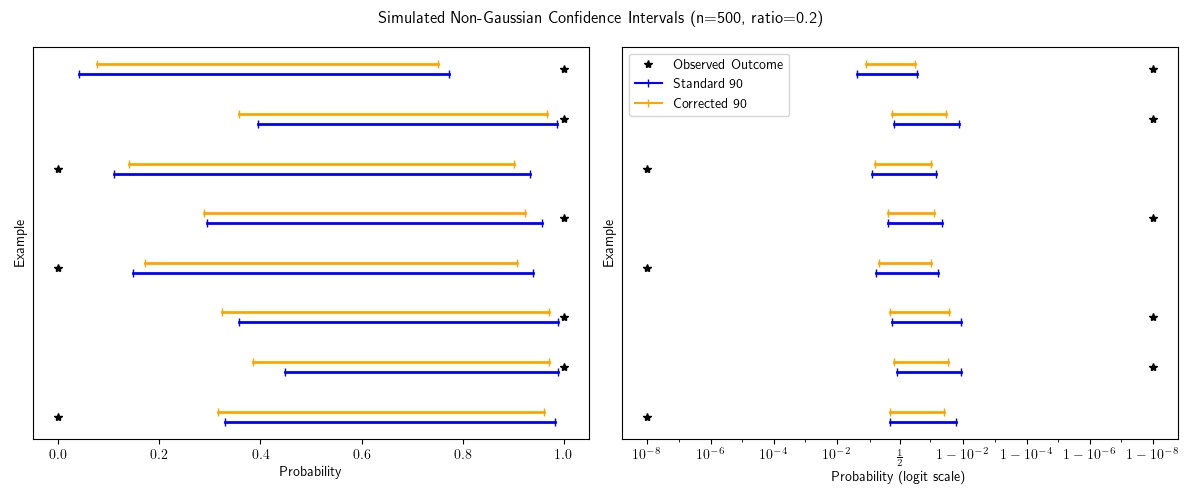 Simulated Non-Gaussian Confidence Intervals (n=500, ratio=0.2)
Example
0.0 0.2 0.4 0.6 0.8 1.0
Probability
Observed Outcome
Standard 90
Corrected 90
Example
10⁻⁸ 10⁻⁶ 10⁻⁴ 10⁻² 1/2 1 − 10⁻² 1 − 10⁻⁴ 1 − 10⁻⁶ 1 − 10⁻⁸
Probability (logit scale)